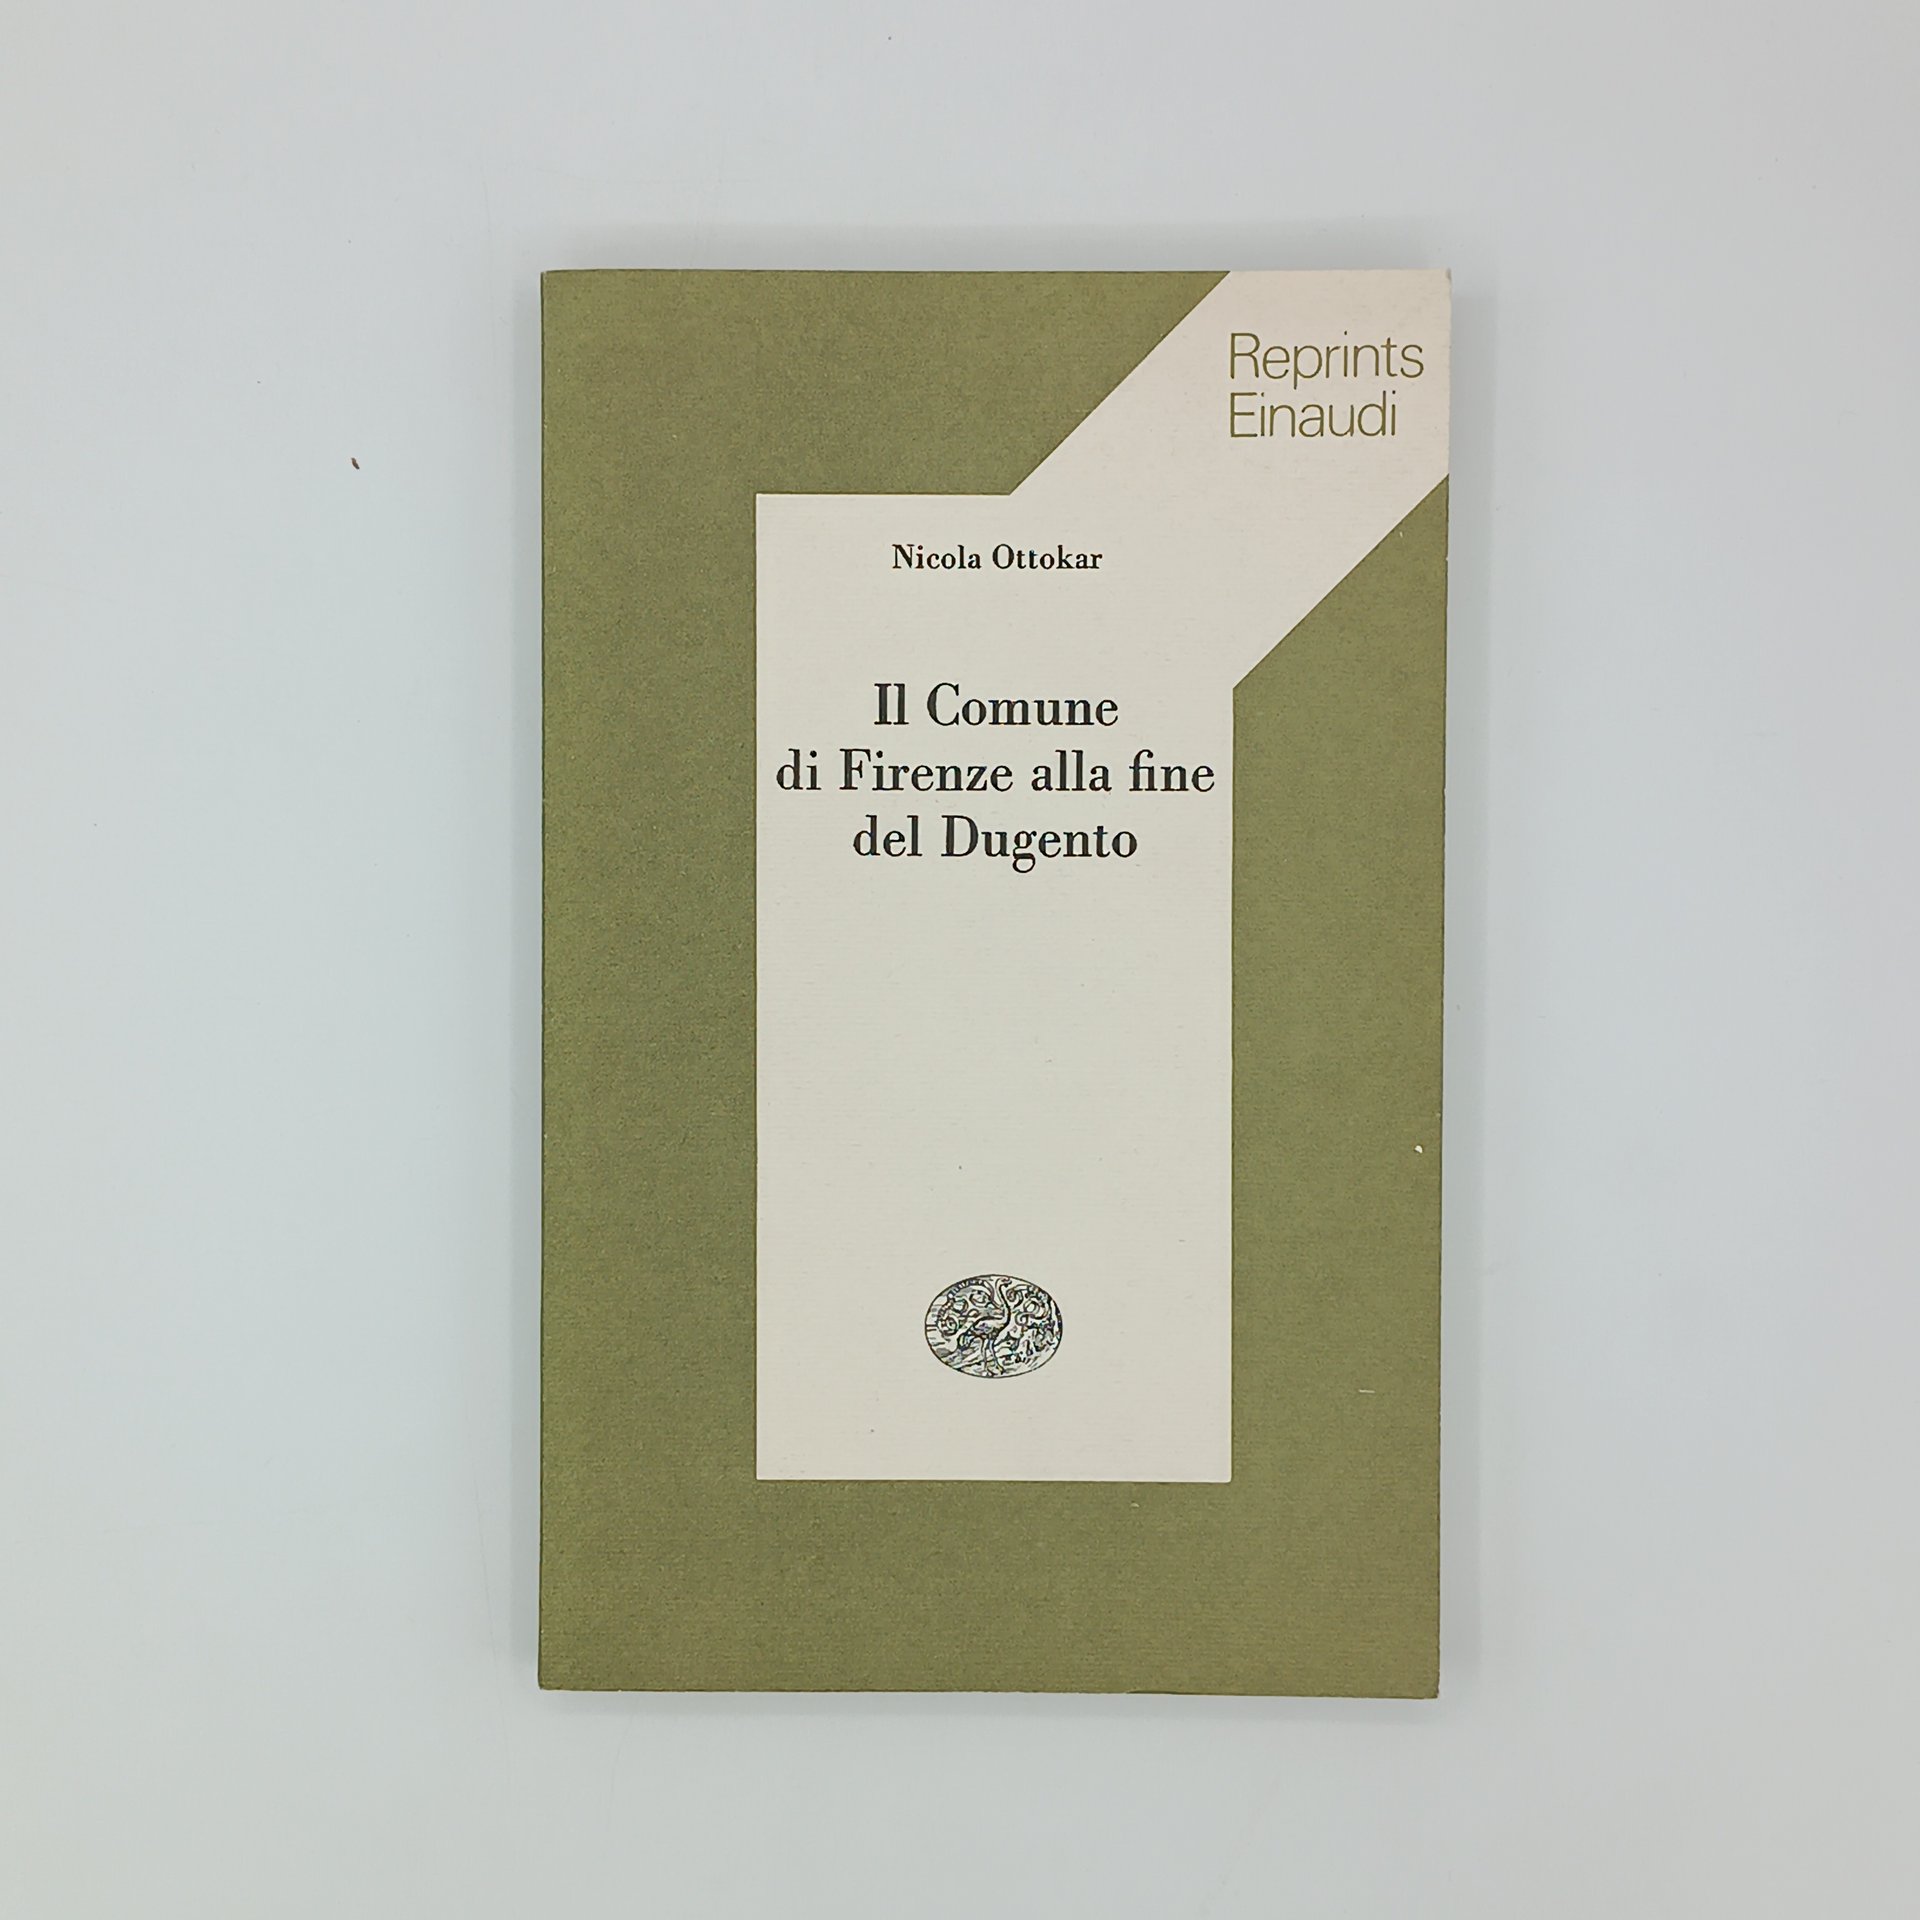 Reprints
Einaudi
Nicola Ottokar
Il Comune
di Firenze alla fine
del Dugento